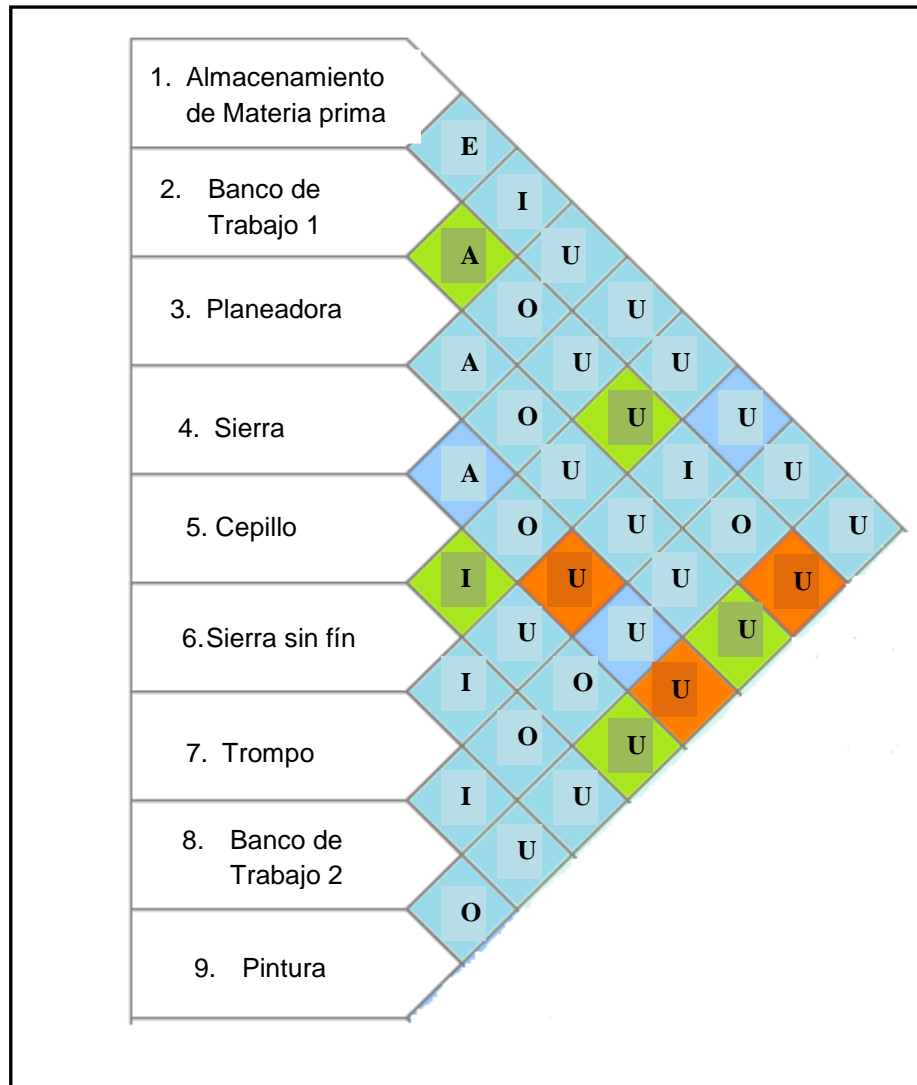 1. Almacenamiento
de Materia prima
E
I
2. Banco de
Trabajo 1
A
U
O
U
3. Planeadora
A
U
U
O
U
U
4. Sierra
A
U
I
U
O
U
O
U
5. Cepillo
I
U
U
U
U
U
6.Sierra sin fín
I
O
U
O
U
7. Trompo
I
U
8. Banco de
Trabajo 2
U
O
9. Pintura